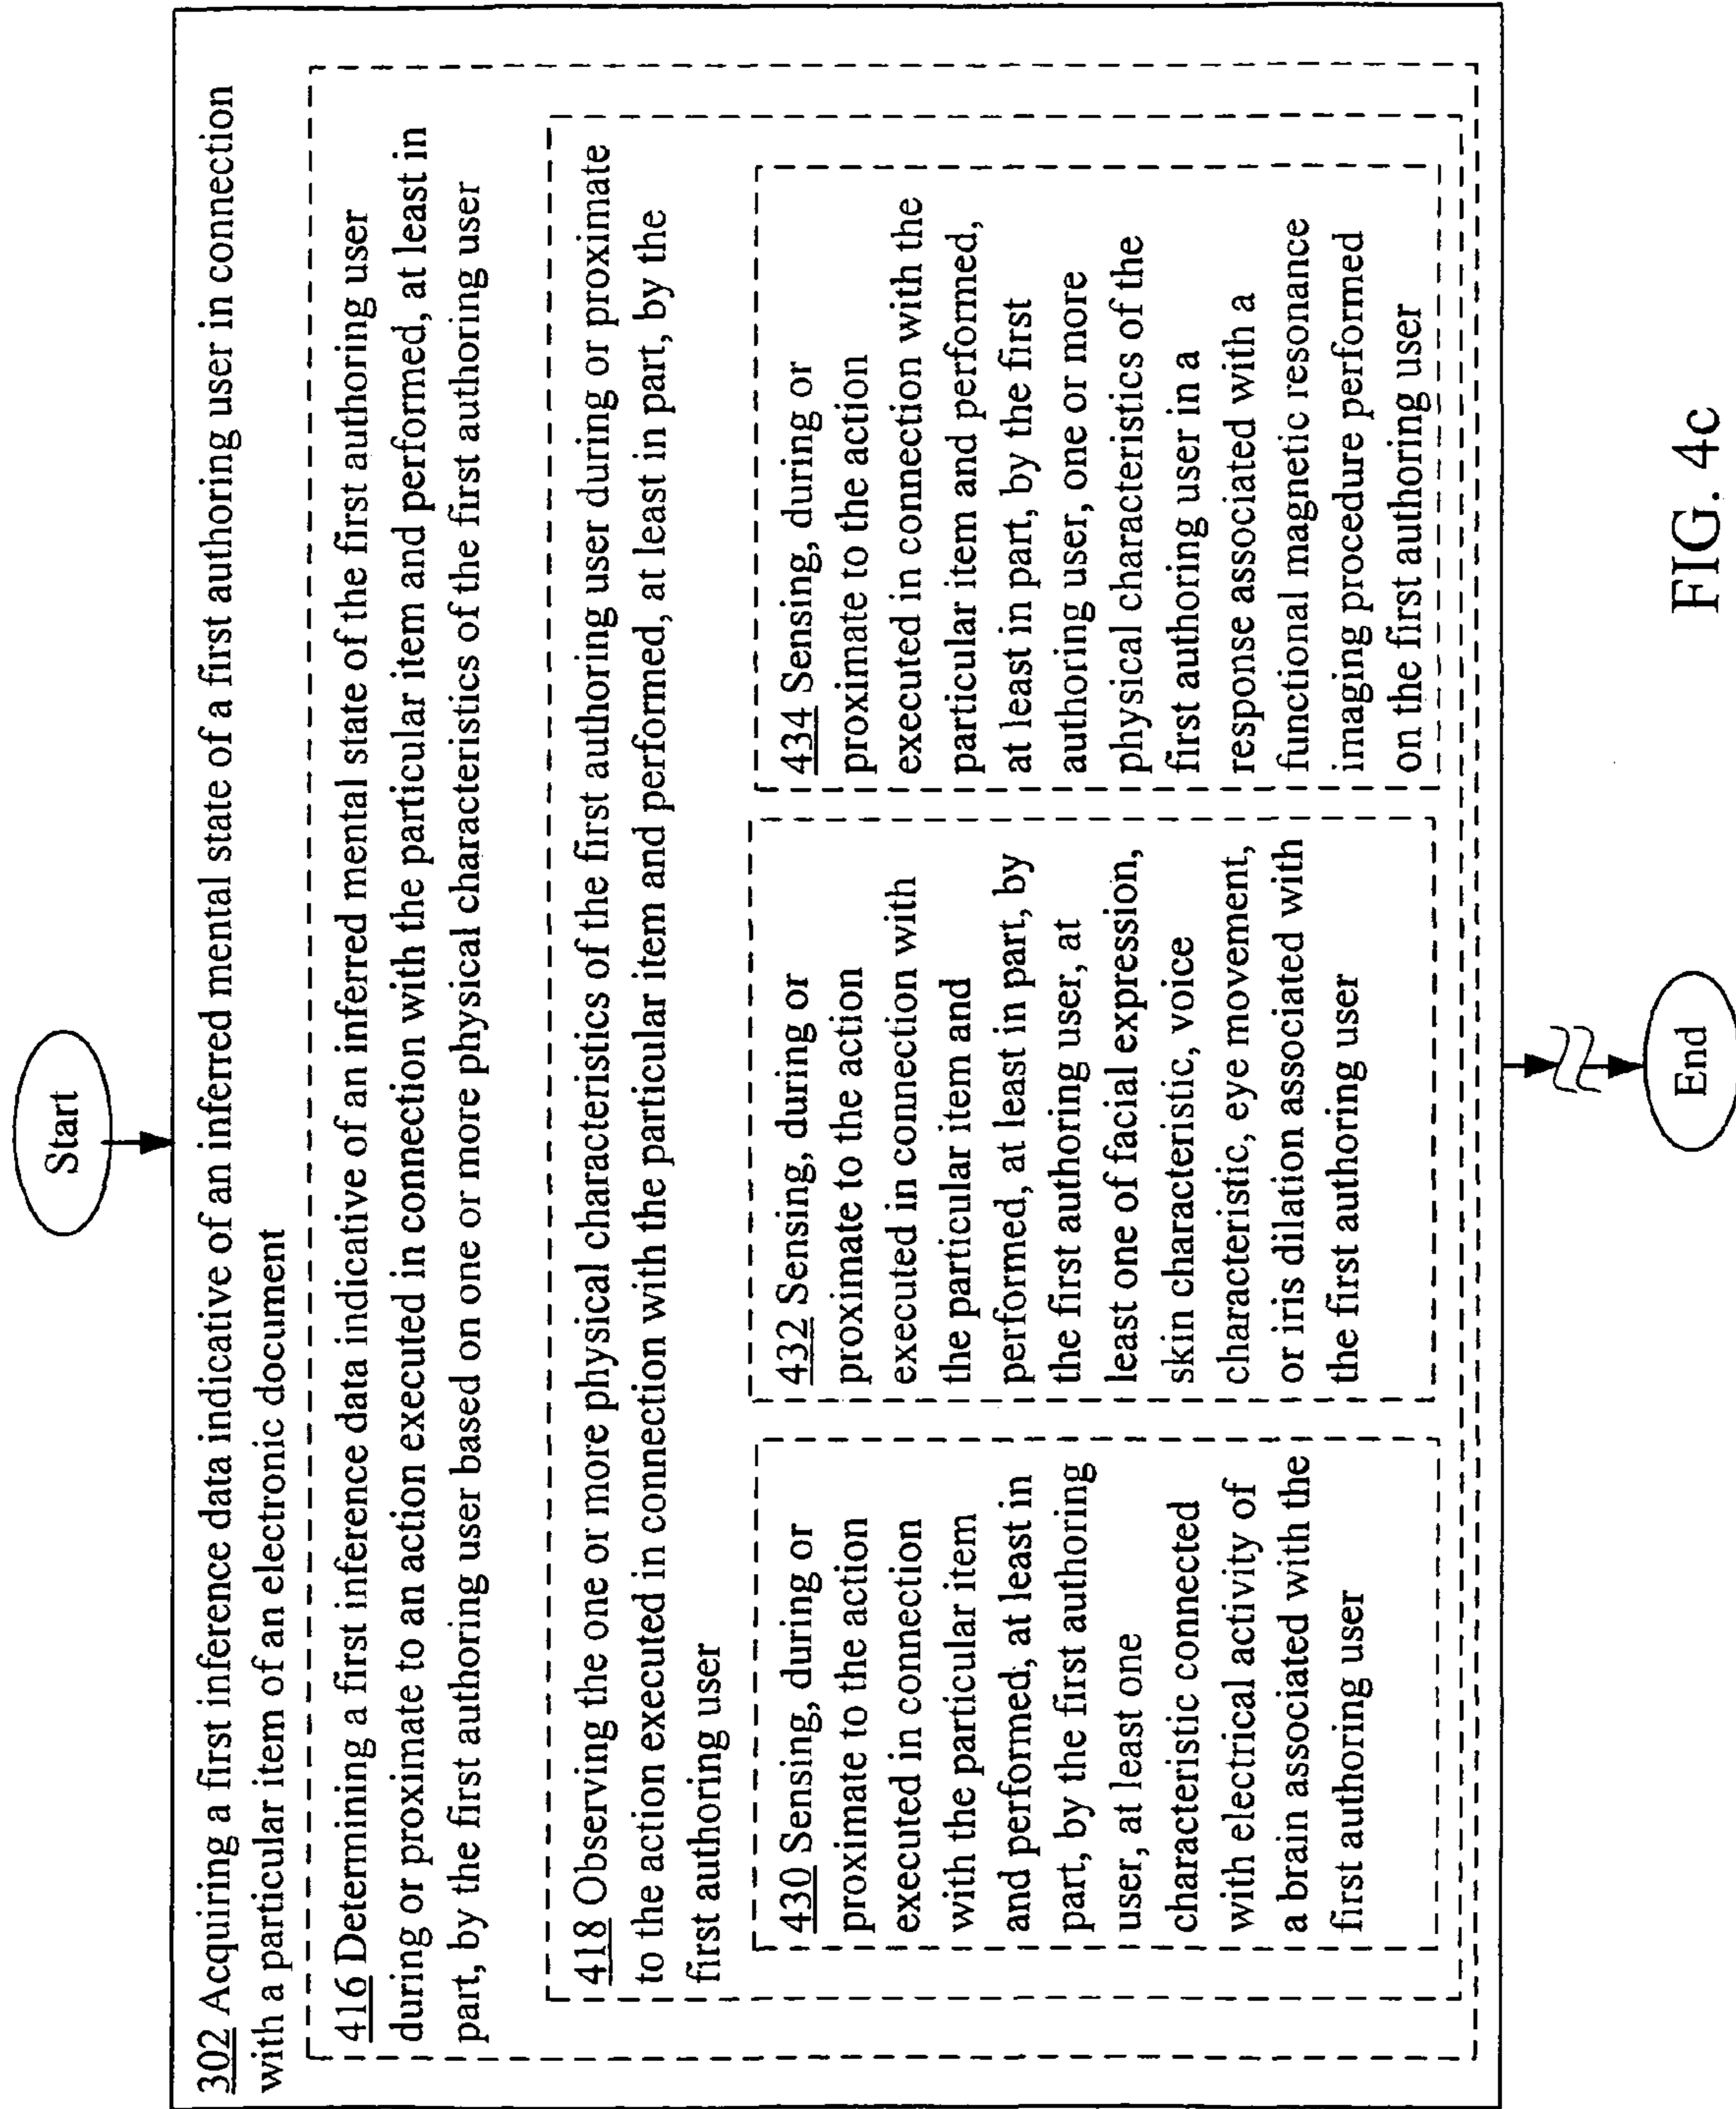 Start
302 Acquiring a first inference data indicative of an inferred mental state of a first authoring user in connection
with a particular item of an electronic document
416 Determining a first inference data indicative of an inferred mental state of the first authoring user
during or proximate to an action executed in connection with the particular item and performed, at least in
part, by the first authoring user based on one or more physical characteristics of the first authoring user
418 Observing the one or more physical characteristics of the first authoring user during or proximate
to the action executed in connection with the particular item and performed, at least in part, by the
first authoring user
430 Sensing, during or
proximate to the action
executed in connection
with the particular item
and performed, at least in
part, by the first authoring
user, at least one
characteristic connected
with electrical activity of
a brain associated with the
first authoring user
432 Sensing, during or
proximate to the action
executed in connection with
the particular item and
performed, at least in part, by
the first authoring user, at
least one of facial expression,
skin characteristic, voice
characteristic, eye movement,
or iris dilation associated with
the first authoring user
434 Sensing, during or
proximate to the action
executed in connection with the
particular item and performed,
at least in part, by the first
authoring user, one or more
physical characteristics of the
first authoring user in a
response associated with a
functional magnetic resonance
imaging procedure performed
on the first authoring user
End
FIG. 4c